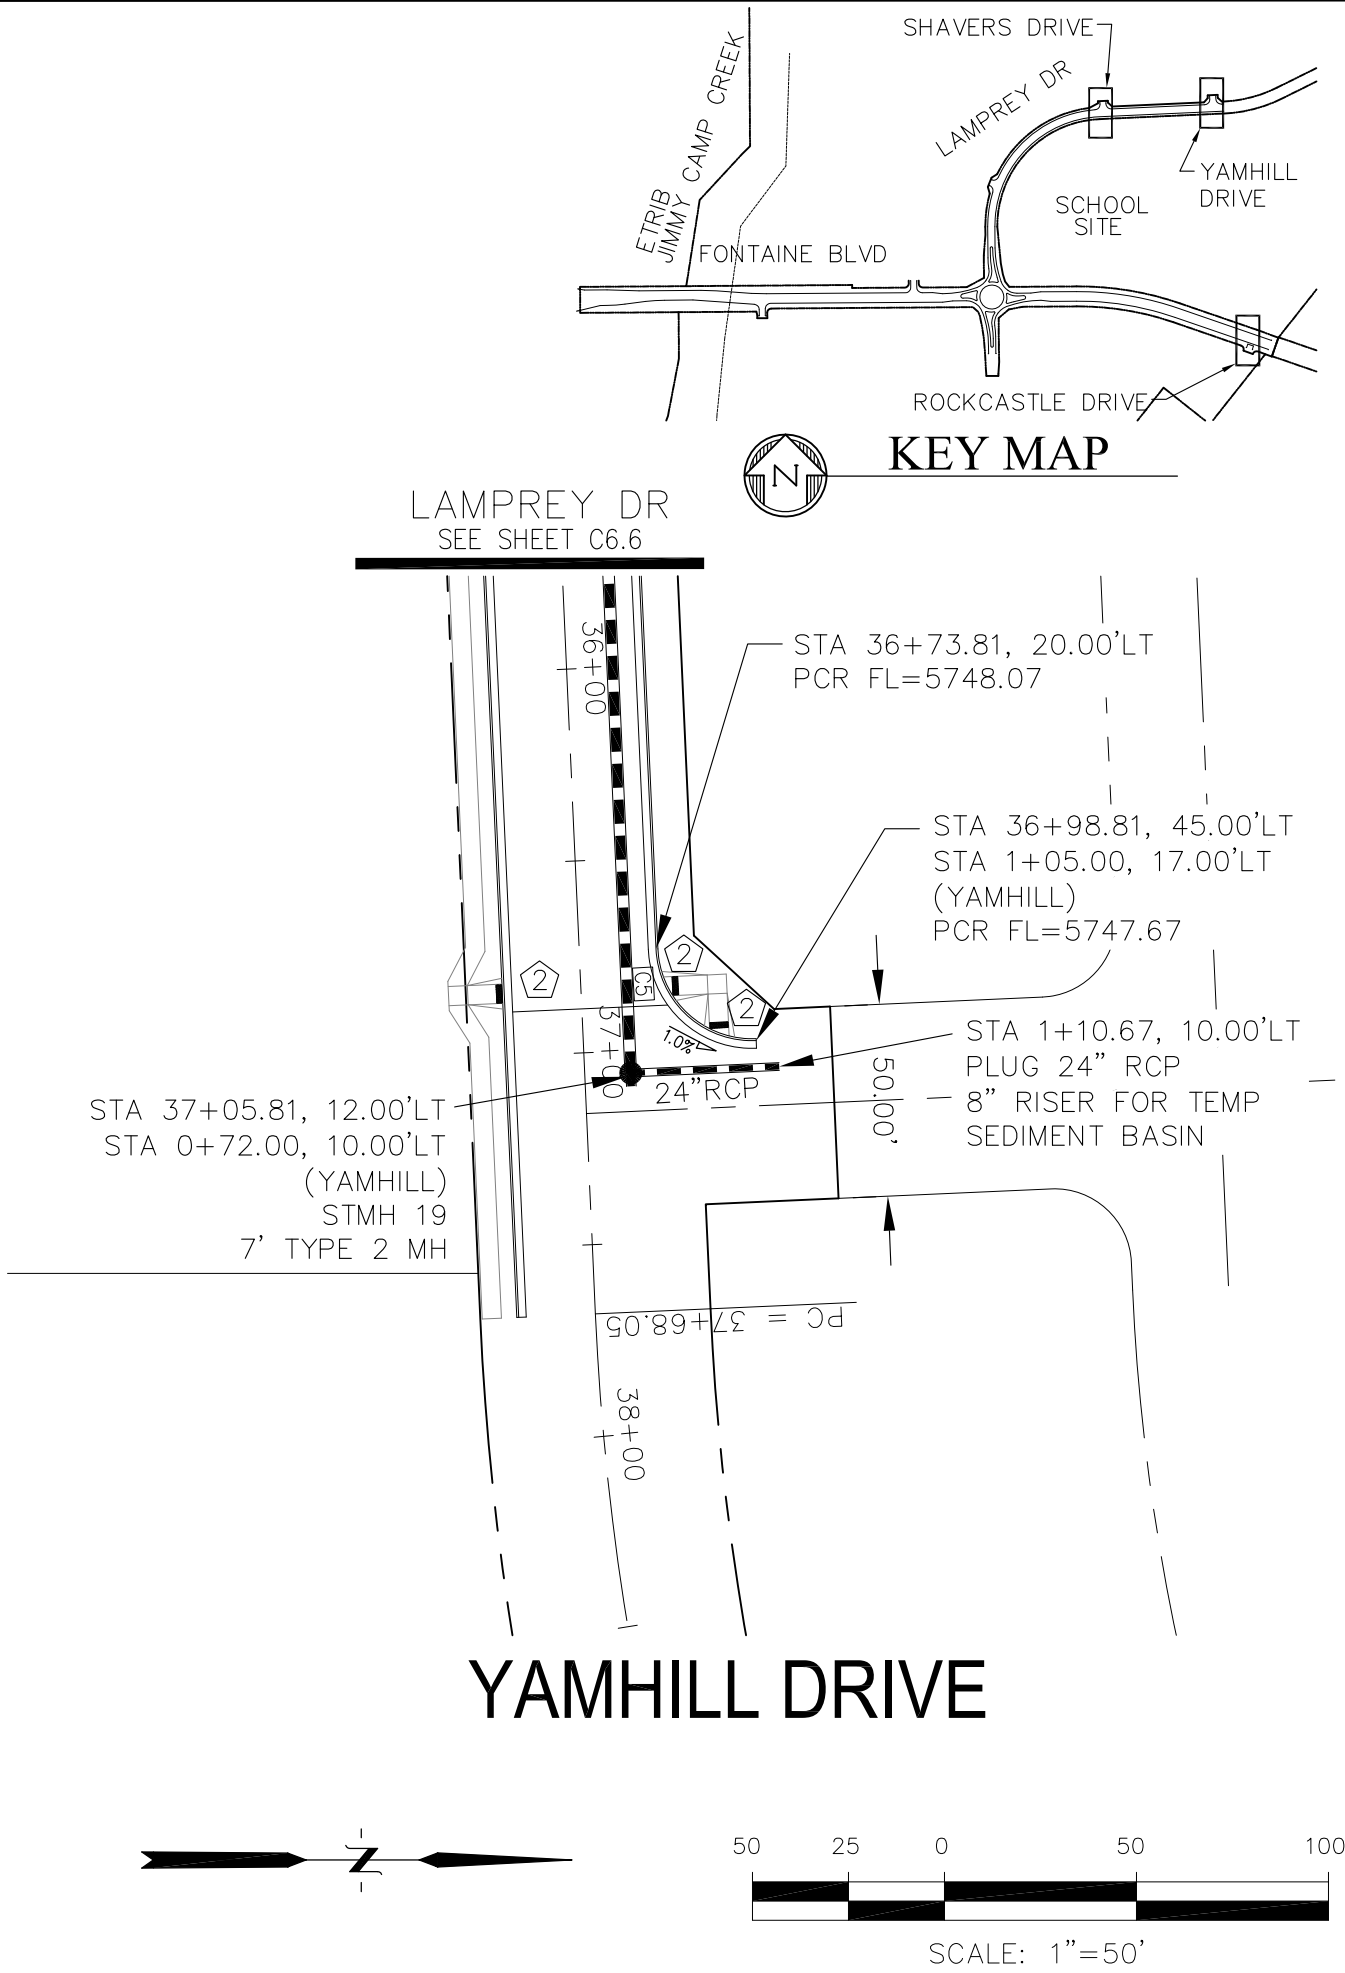 SHAVERS DRIVE
LAMPREY DR
ETRIB
JIMMY CAMP CREEK
YAMHILL
DRIVE
SCHOOL
SITE
FONTAINE BLVD
ROCKCASTLE DRIVE
N
KEY MAP
LAMPREY DR
SEE SHEET C6.6
36+00
STA 36+73.81, 20.00'LT
PCR FL=5748.07
STA 36+98.81, 45.00'LT
STA 1+05.00, 17.00'LT
(YAMHILL)
PCR FL=5747.67
2
2
C5
2
37+00
1.0%
STA 1+10.67, 10.00'LT
PLUG 24" RCP
8" RISER FOR TEMP
SEDIMENT BASIN
24"RCP
50.00'
STA 37+05.81, 12.00'LT
STA 0+72.00, 10.00'LT
(YAMHILL)
STMH 19
7' TYPE 2 MH
PC = 37+68.05
38+00
YAMHILL DRIVE
N
50 25 0 50 100
SCALE: 1"=50'